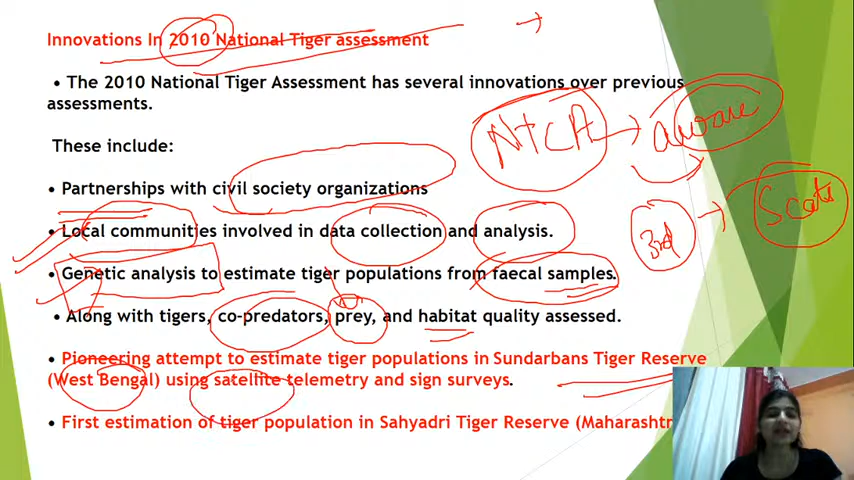 Innovations In 2010 National Tiger assessment
• The 2010 National Tiger Assessment has several innovations over previous
assessments.
NTCA → aware
These include:
• Partnerships with civil society organizations
3rd → Scats
• Local communities involved in data collection and analysis.
• Genetic analysis to estimate tiger populations from faecal samples.
• Along with tigers, co-predators, prey, and habitat quality assessed.
• Pioneering attempt to estimate tiger populations in Sundarbans Tiger Reserve
(West Bengal) using satellite telemetry and sign surveys.
• First estimation of tiger population in Sahyadri Tiger Reserve (Maharashtr